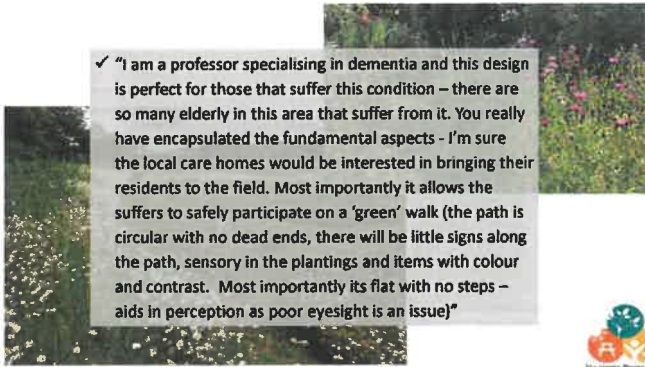 ✓ "I am a professor specialising in dementia and this design
is perfect for those that suffer this condition – there are
so many elderly in this area that suffer from it. You really
have encapsulated the fundamental aspects - I'm sure
the local care homes would be interested in bringing their
residents to the field. Most importantly it allows the
suffers to safely participate on a 'green' walk (the path is
circular with no dead ends, there will be little signs along
the path, sensory in the plantings and items with colour
and contrast. Most importantly its flat with no steps –
aids in perception as poor eyesight is an issue)"